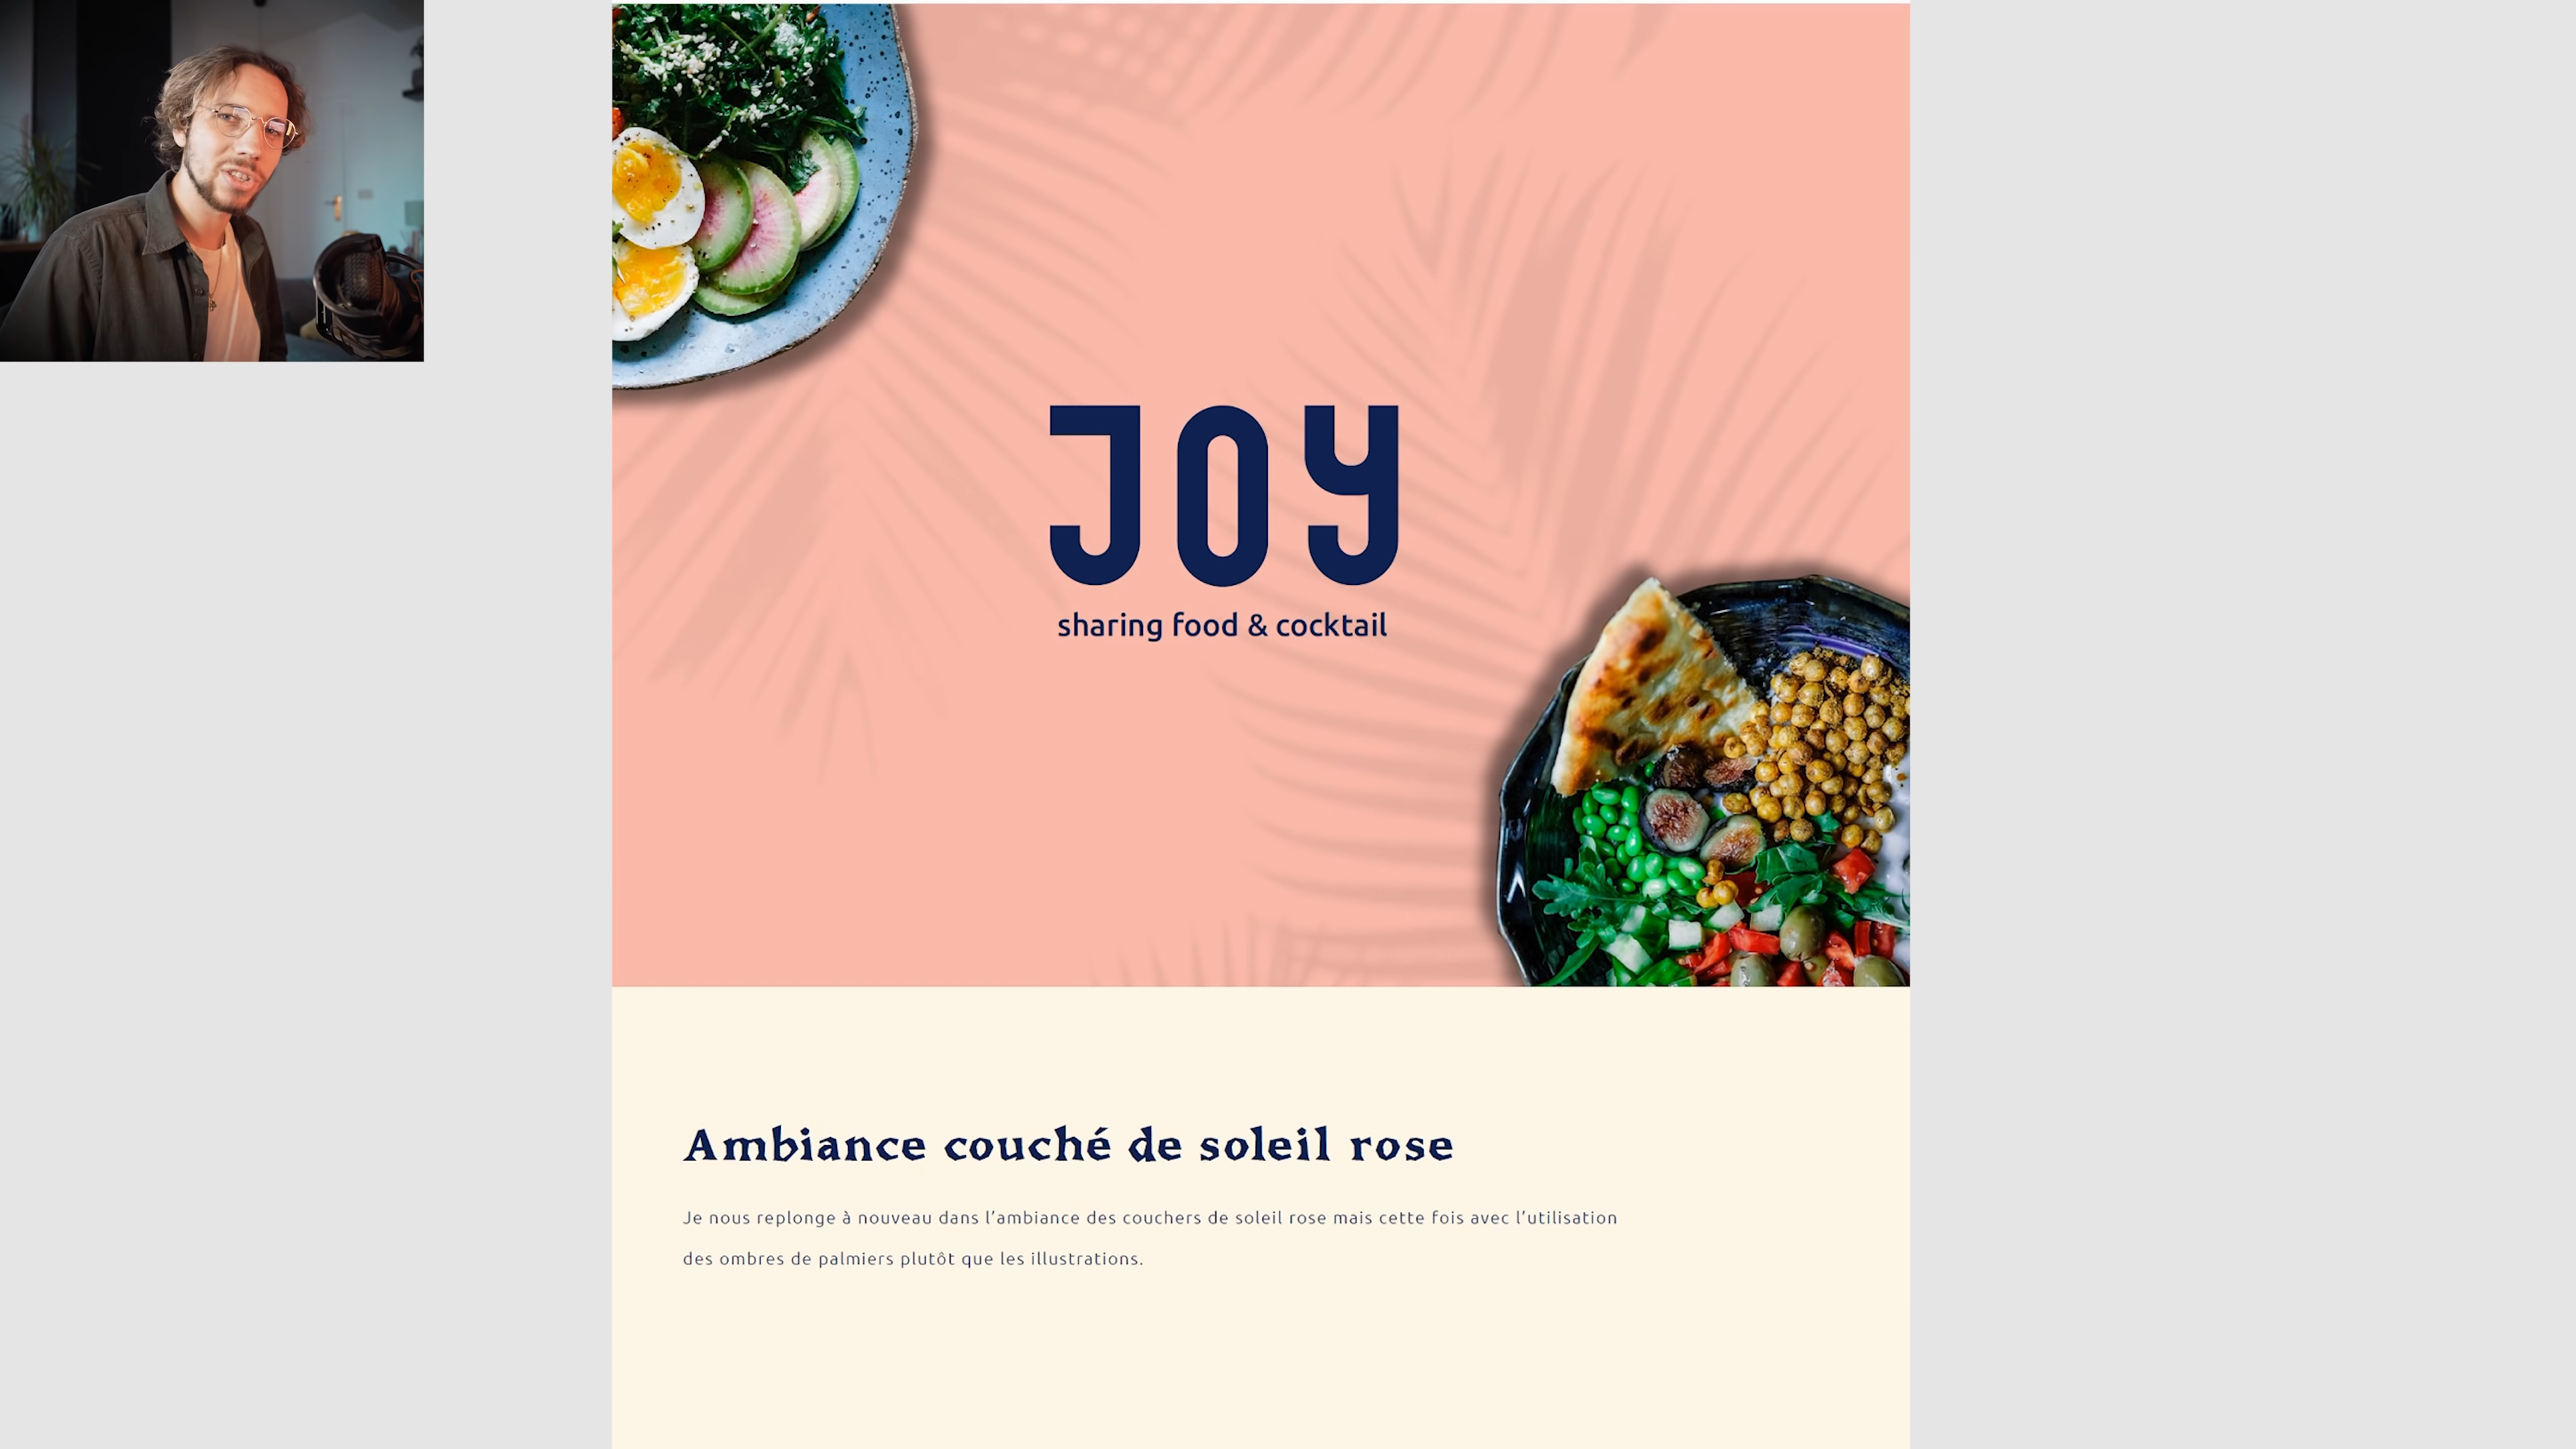 JOY
sharing food & cocktail
Ambiance couché de soleil rose
Je nous replonge à nouveau dans l’ambiance des couchers de soleil rose mais cette fois avec l’utilisation
des ombres de palmiers plutôt que les illustrations.